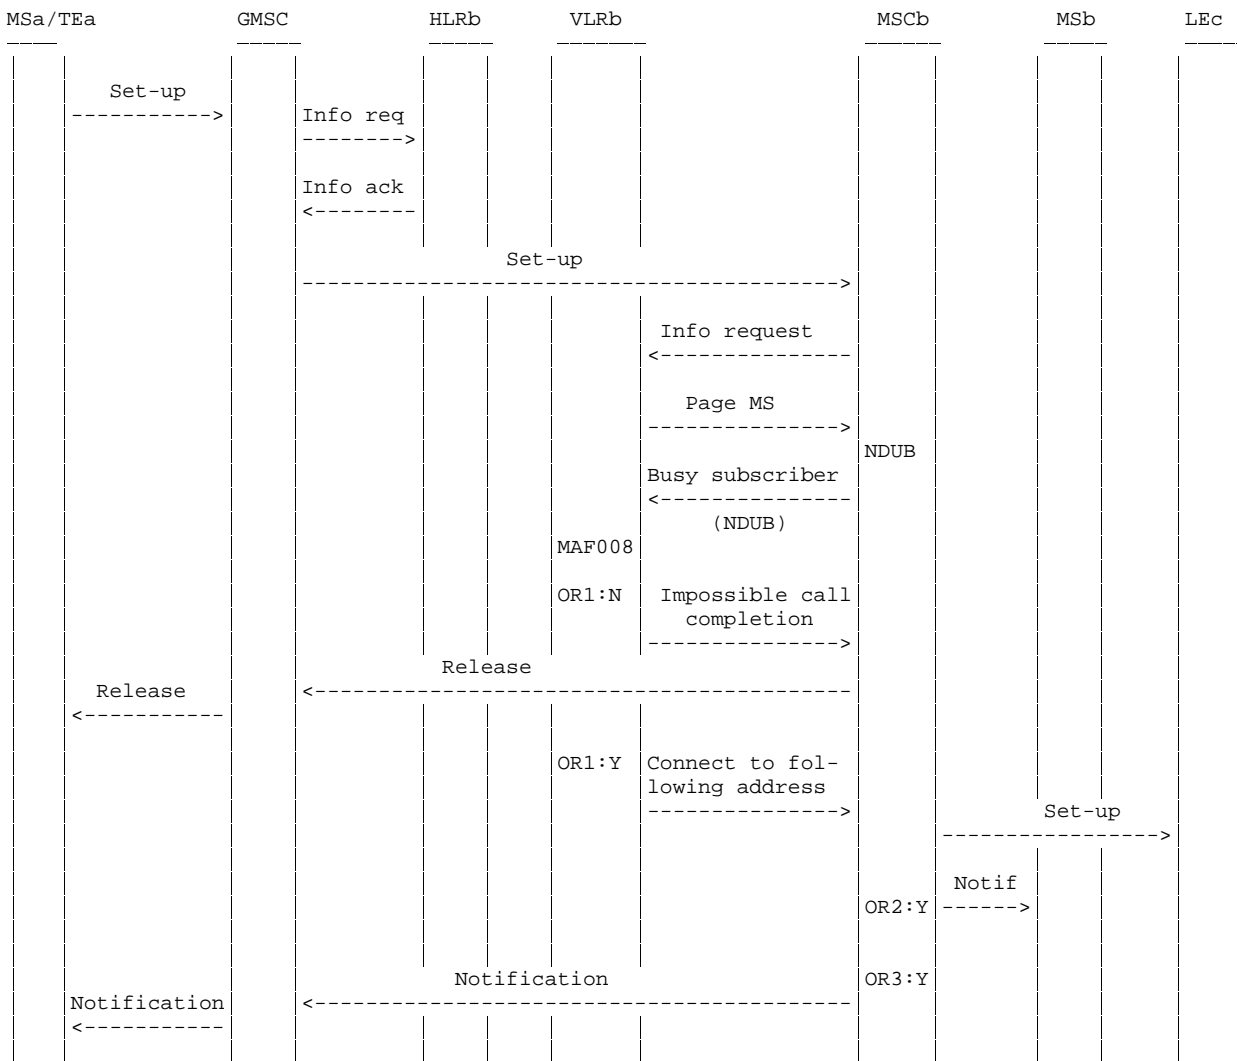 MSa/TEa GMSC HLRb VLRb MSCb MSb LEc
Set-up
----------->
Info req
-------->
Info ack
<--------
Set-up
------------------------------------------>
Info request
<---------------
Page MS
--------------->
NDUB
Busy subscriber
<---------------
(NDUB)
MAF008
OR1:N Impossible call
completion
--------------->
Release
Release <------------------------------------------
<-----------
OR1:Y Connect to fol-
lowing address
--------------->
Set-up
----------------->
Notif
OR2:Y ------>
Notification OR3:Y
Notification <------------------------------------------
<-----------